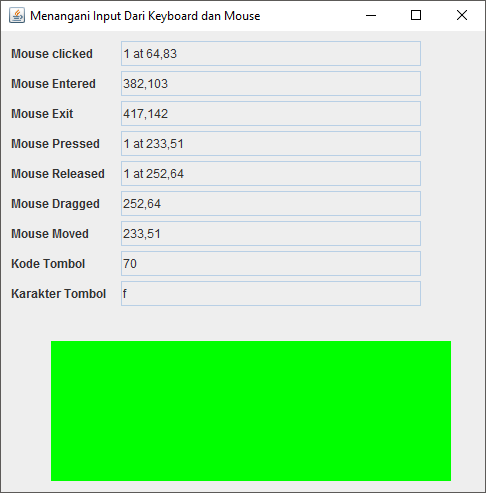 Menangani Input Dari Keyboard dan Mouse
Mouse clicked 1 at 64,83
Mouse Entered 382,103
Mouse Exit 417,142
Mouse Pressed 1 at 233,51
Mouse Released 1 at 252,64
Mouse Dragged 252,64
Mouse Moved 233,51
Kode Tombol 70
Karakter Tombol f